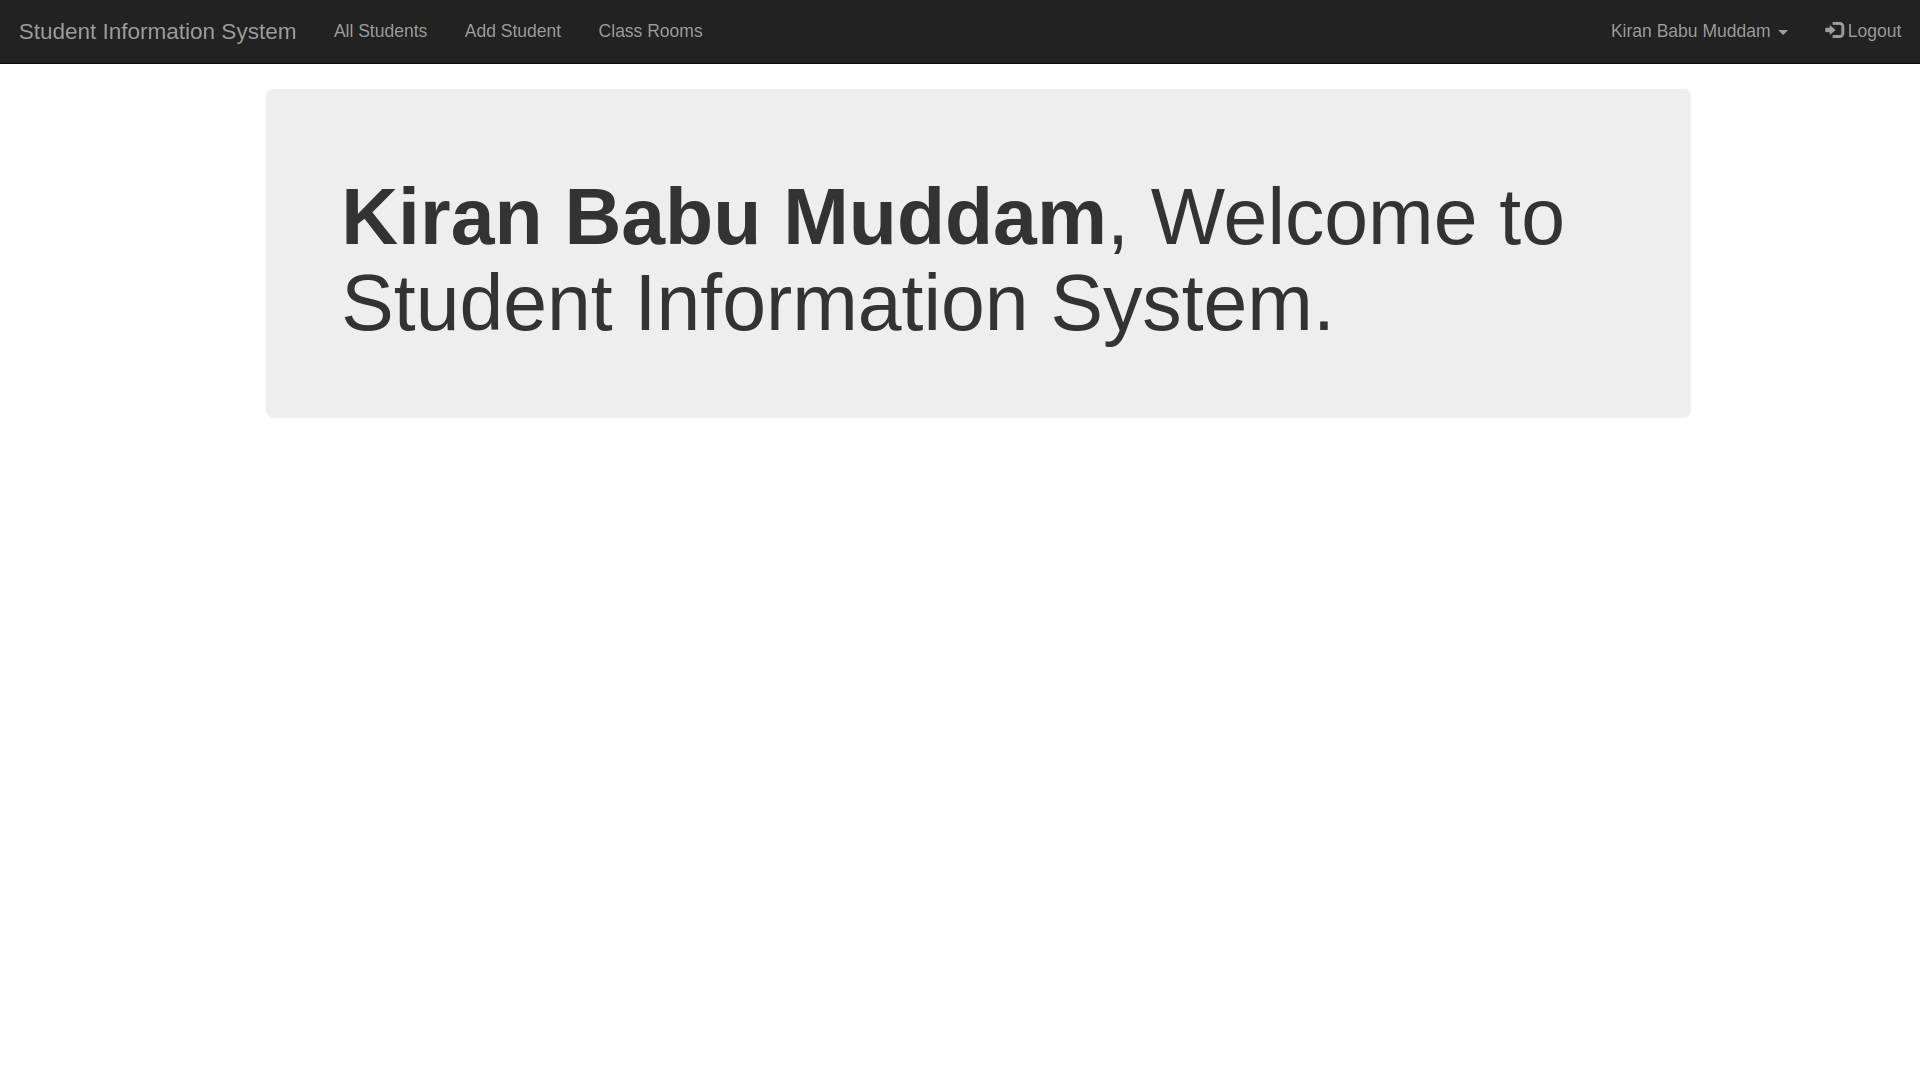 Student Information System All Students Add Student Class Rooms Kiran Babu Muddam Logout
Kiran Babu Muddam, Welcome to
Student Information System.